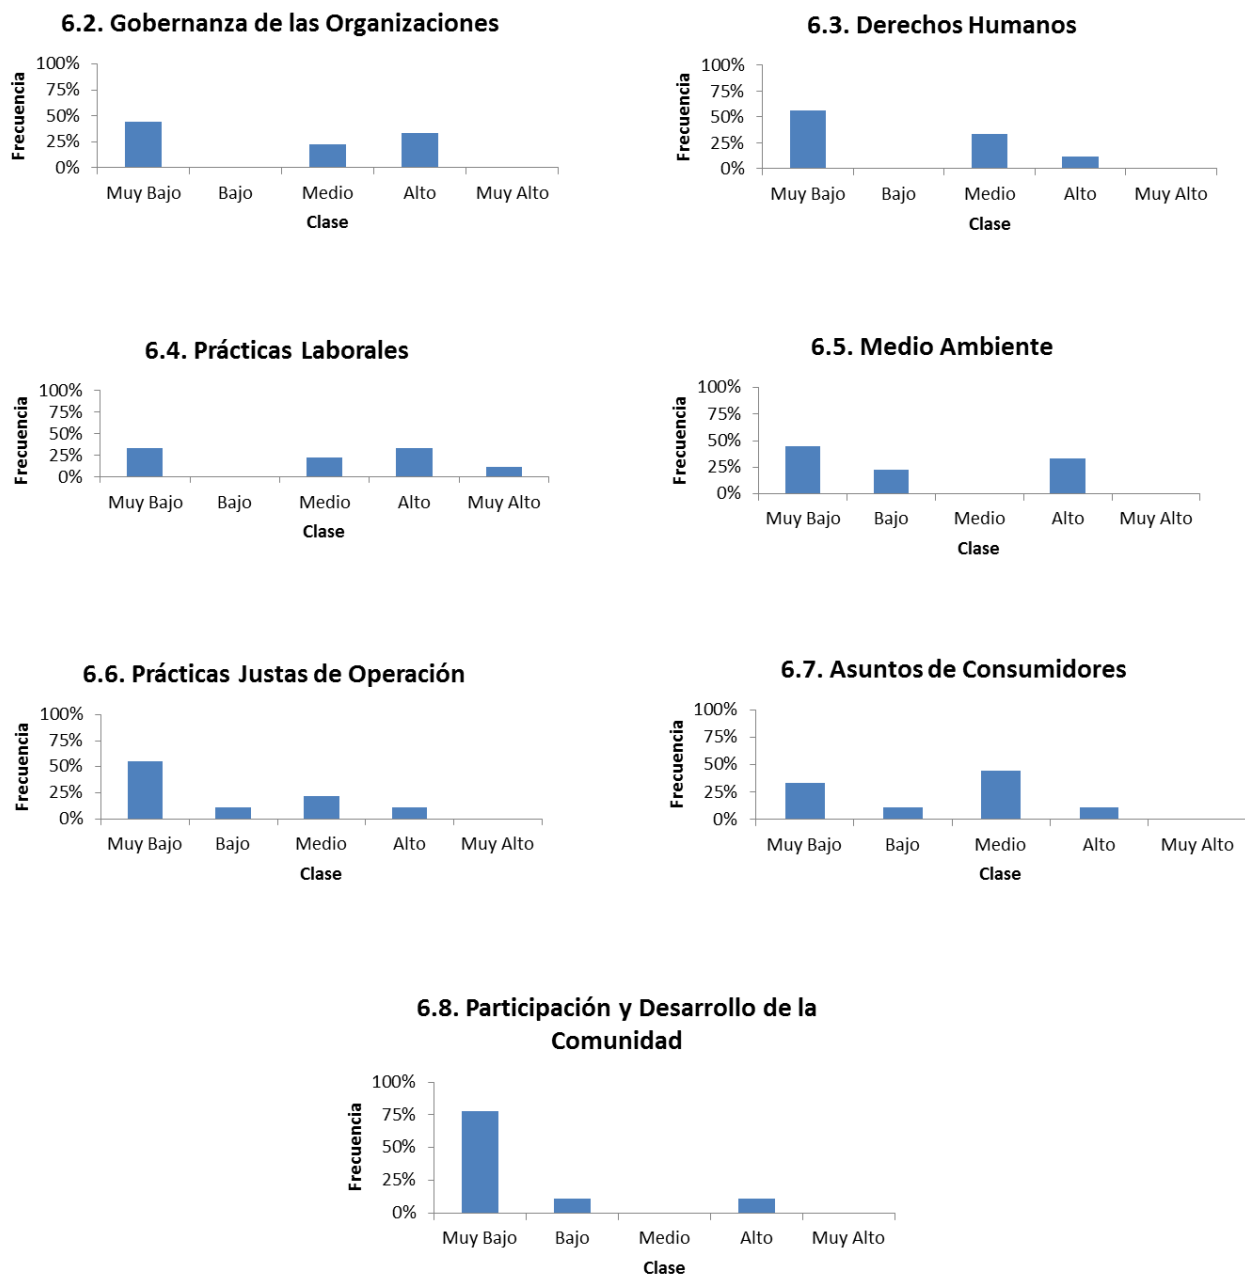 6.2. Gobernanza de las Organizaciones
Frecuencia
100%
75%
50%
25%
0%
Muy Bajo Bajo Medio Alto Muy Alto
Clase
6.3. Derechos Humanos
Frecuencia
100%
75%
50%
25%
0%
Muy Bajo Bajo Medio Alto Muy Alto
Clase
6.4. Prácticas Laborales
Frecuencia
100%
75%
50%
25%
0%
Muy Bajo Bajo Medio Alto Muy Alto
Clase
6.5. Medio Ambiente
Frecuencia
100%
75%
50%
25%
0%
Muy Bajo Bajo Medio Alto Muy Alto
Clase
6.6. Prácticas Justas de Operación
Frecuencia
100%
75%
50%
25%
0%
Muy Bajo Bajo Medio Alto Muy Alto
Clase
6.7. Asuntos de Consumidores
Frecuencia
100%
75%
50%
25%
0%
Muy Bajo Bajo Medio Alto Muy Alto
Clase
6.8. Participación y Desarrollo de la
Comunidad
Frecuencia
100%
75%
50%
25%
0%
Muy Bajo Bajo Medio Alto Muy Alto
Clase